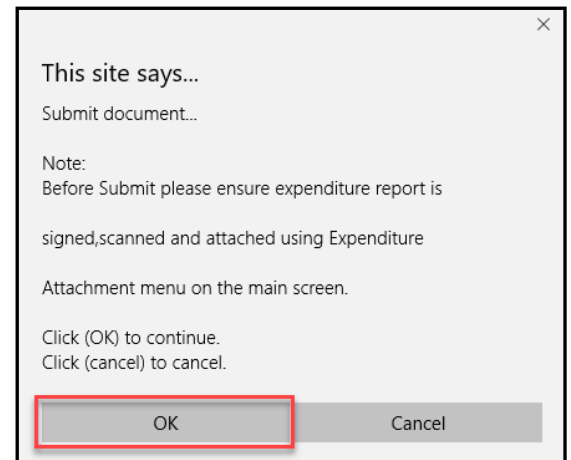 This site says...
Submit document...
Note:
Before Submit please ensure expenditure report is
signed,scanned and attached using Expenditure
Attachment menu on the main screen.
Click (OK) to continue.
Click (cancel) to cancel.
OK
Cancel